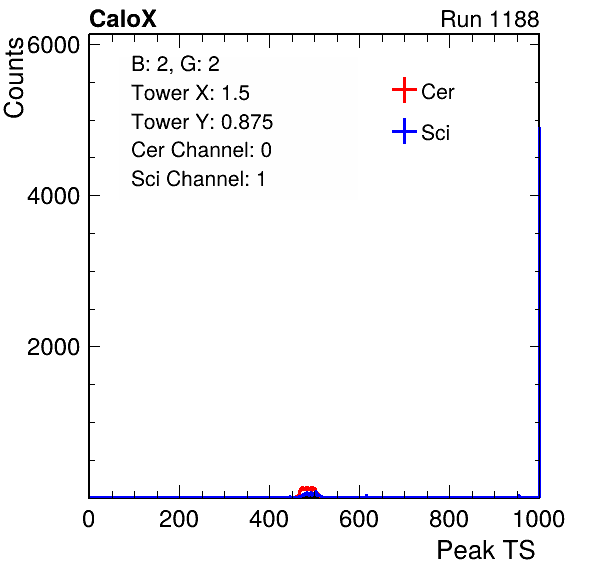 CaloX Run 1188
Counts
6000
4000
2000
B: 2, G: 2
Tower X: 1.5
Tower Y: 0.875
Cer Channel: 0
Sci Channel: 1
Cer
Sci
0 200 400 600 800 1000
Peak TS